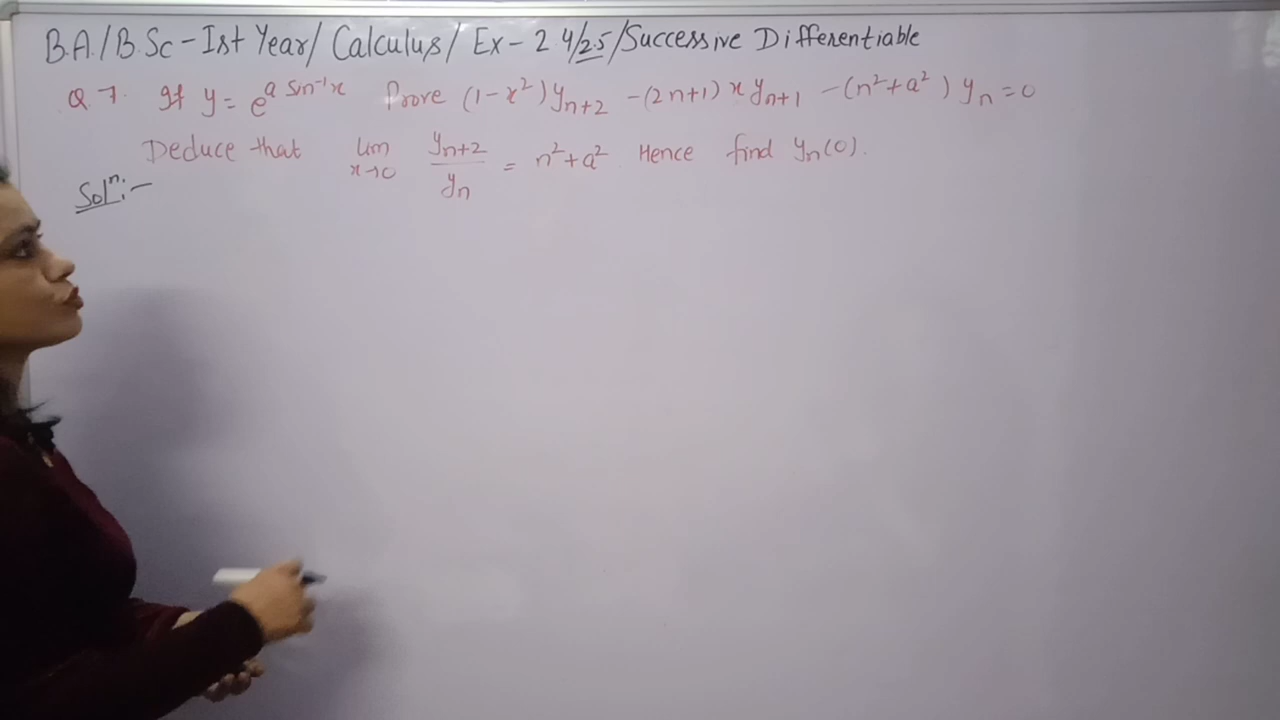 B.A./B.Sc - Ist Year/ Calculus/ Ex - 2.4/2.5/Successive Differentiable
Q.7. If y = e^{a sin⁻¹x} Prove (1-x²)y_{n+2} -(2n+1) x y_{n+1} -(n²+a²) y_n = 0
Deduce that lim_{x→0} y_{n+2}/y_n = n²+a². Hence find y_n(0).
Solⁿ:-